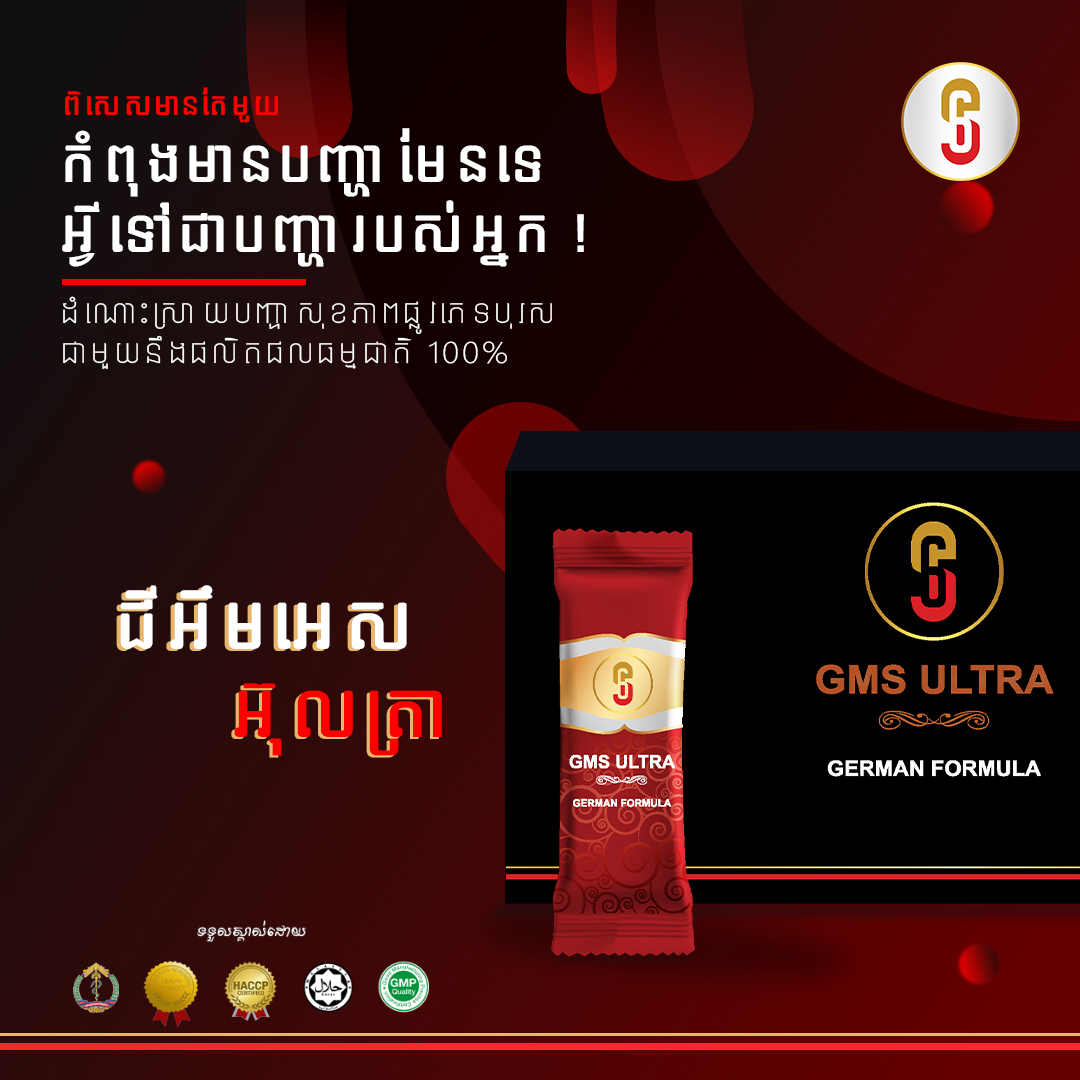 ពិសេសមានតែមួយ
កំពុងមានបញ្ហា មែនទេ
អ្វីទៅជាបញ្ហារបស់អ្នក !
ដំណោះស្រាយបញ្ហា សុខភាពផ្លូវភេទបុរស
ជាមួយនឹងផលិតផលធម្មជាតិ 100%
ជីអឹមអេស
អ៊ុលត្រា
GMS ULTRA
GERMAN FORMULA
GMS ULTRA
GERMAN FORMULA
ទទួលស្គាល់ដោយ
HACCP
CERTIFIED
حلال
HALAL
GMP
Quality